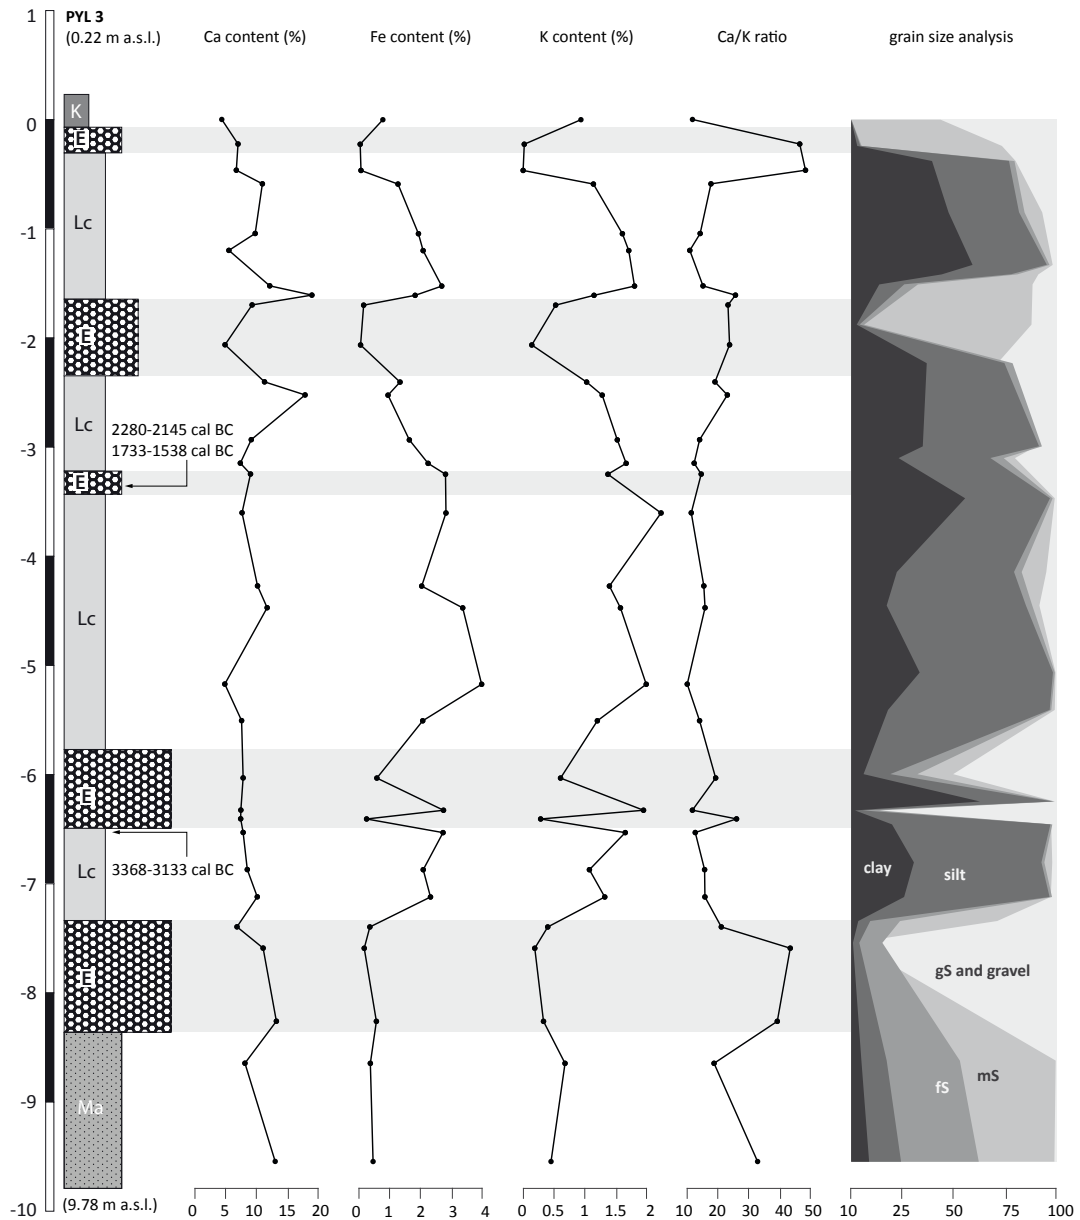 PYL 3
(0.22 m a.s.l.)
Ca content (%)
Fe content (%)
K content (%)
Ca/K ratio
grain size analysis
1
0
-1
-2
-3
-4
-5
-6
-7
-8
-9
-10
K
E
Lc
E
Lc
2280-2145 cal BC
1733-1538 cal BC
E
Lc
E
Lc
3368-3133 cal BC
E
Ma
(9.78 m a.s.l.)
clay
silt
gS and gravel
fS
mS
0 5 10 15 20
0 1 2 3 4
0 0.5 1 1.5 2
0 10 20 30 40 50
10 25 50 75 100